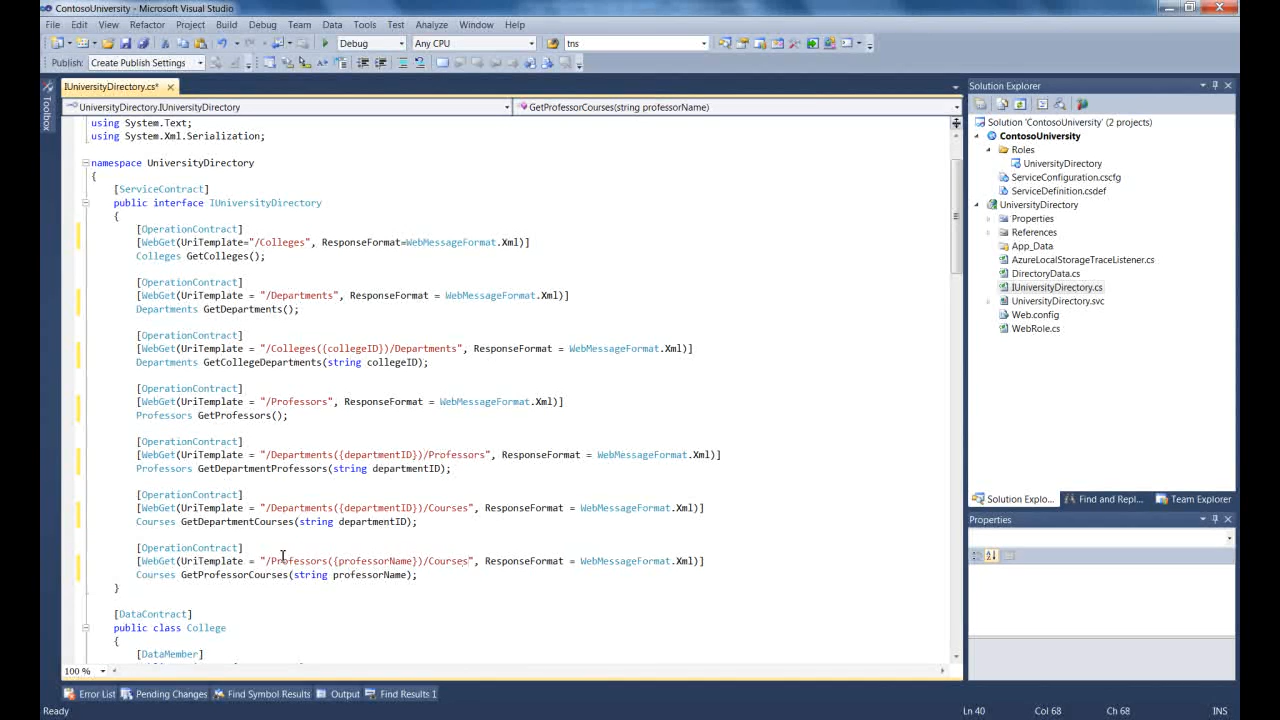 ContosoUniversity - Microsoft Visual Studio
File Edit View Refactor Project Build Debug Team Data Tools Test Analyze Window Help
Debug Any CPU tns
Publish: Create Publish Settings
IUniversityDirectory.cs*
Toolbox
UniversityDirectory.IUniversityDirectory GetProfessorCourses(string professorName)
using System.Text;
using System.Xml.Serialization;
namespace UniversityDirectory
{
[ServiceContract]
public interface IUniversityDirectory
{
[OperationContract]
[WebGet(UriTemplate="/Colleges", ResponseFormat=WebMessageFormat.Xml)]
Colleges GetColleges();
[OperationContract]
[WebGet(UriTemplate = "/Departments", ResponseFormat = WebMessageFormat.Xml)]
Departments GetDepartments();
[OperationContract]
[WebGet(UriTemplate = "/Colleges({collegeID})/Departments", ResponseFormat = WebMessageFormat.Xml)]
Departments GetCollegeDepartments(string collegeID);
[OperationContract]
[WebGet(UriTemplate = "/Professors", ResponseFormat = WebMessageFormat.Xml)]
Professors GetProfessors();
[OperationContract]
[WebGet(UriTemplate = "/Departments({departmentID})/Professors", ResponseFormat = WebMessageFormat.Xml)]
Professors GetDepartmentProfessors(string departmentID);
[OperationContract]
[WebGet(UriTemplate = "/Departments({departmentID})/Courses", ResponseFormat = WebMessageFormat.Xml)]
Courses GetDepartmentCourses(string departmentID);
[OperationContract]
[WebGet(UriTemplate = "/Professors({professorName})/Courses", ResponseFormat = WebMessageFormat.Xml)]
Courses GetProfessorCourses(string professorName);
}
[DataContract]
public class College
{
[DataMember]
100 %
Solution Explorer
Solution 'ContosoUniversity' (2 projects)
ContosoUniversity
Roles
UniversityDirectory
ServiceConfiguration.cscfg
ServiceDefinition.csdef
UniversityDirectory
Properties
References
App_Data
AzureLocalStorageTraceListener.cs
DirectoryData.cs
IUniversityDirectory.cs
UniversityDirectory.svc
Web.config
WebRole.cs
Solution Explo... Find and Repl... Team Explorer
Properties
Error List Pending Changes Find Symbol Results Output Find Results 1
Ready Ln 40 Col 68 Ch 68 INS